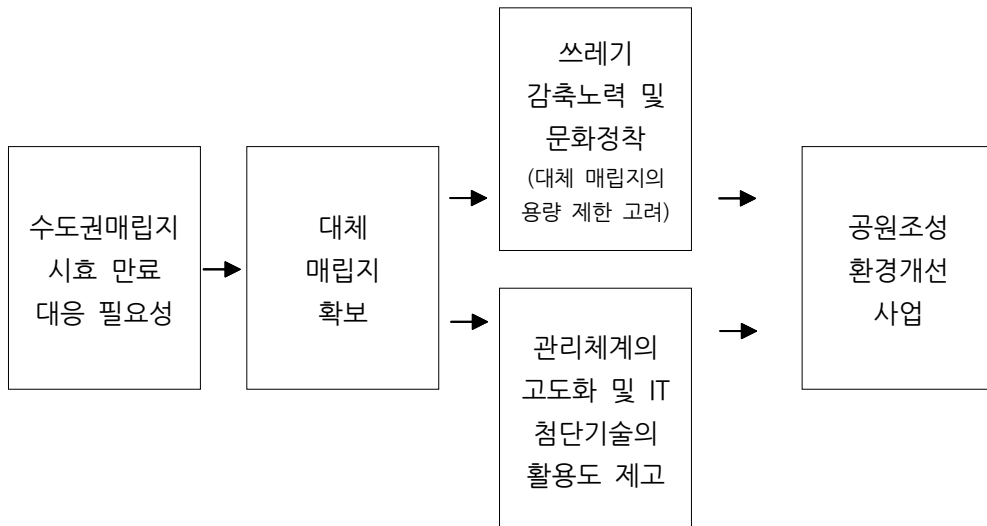 수도권매립지
시효 만료
대응 필요성
대체
매립지
확보
쓰레기
감축노력 및
문화정착
(대체 매립지의
용량 제한 고려)
관리체계의
고도화 및 IT
첨단기술의
활용도 제고
공원조성
환경개선
사업